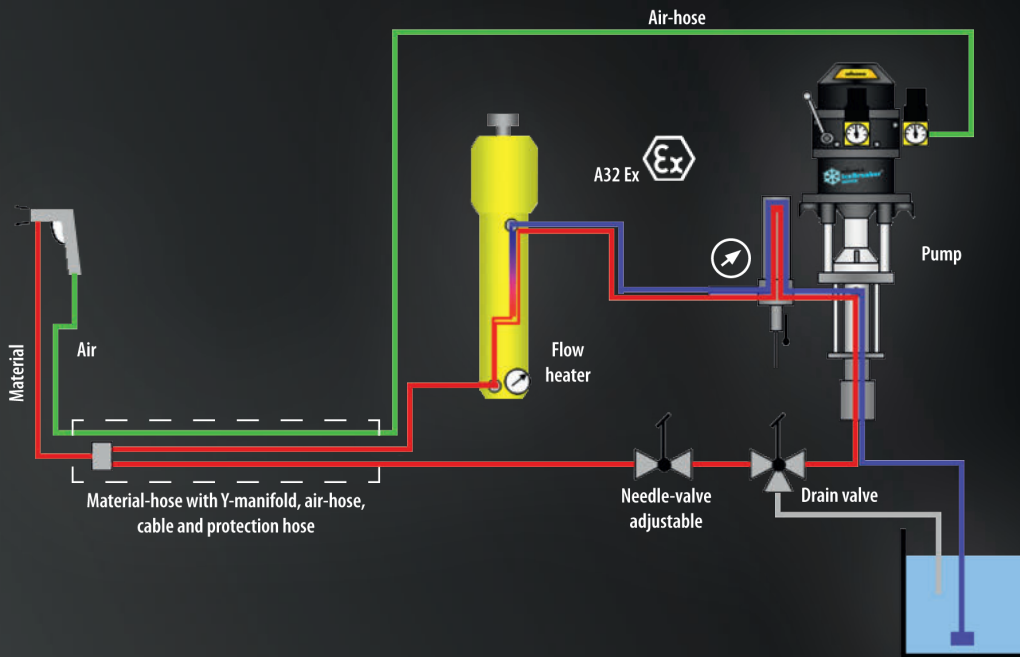 Air-hose
A32 Ex
Ex
Pump
Air
Material
Flow
heater
Material-hose with Y-manifold, air-hose,
cable and protection hose
Needle-valve
adjustable
Drain valve